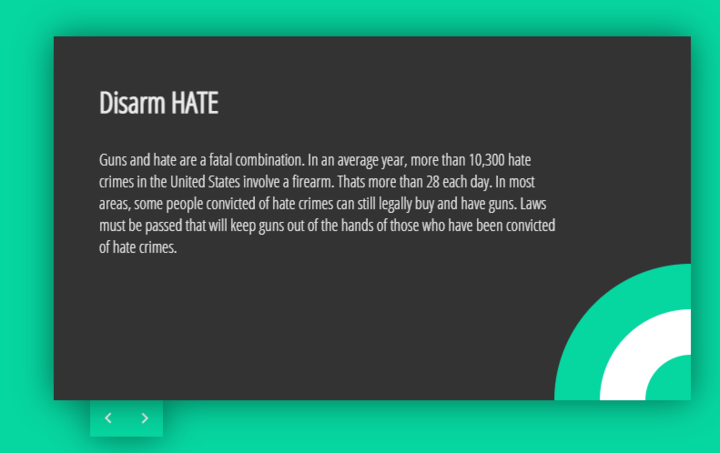 Disarm HATE
Guns and hate are a fatal combination. In an average year, more than 10,300 hate
crimes in the United States involve a firearm. Thats more than 28 each day. In most
areas, some people convicted of hate crimes can still legally buy and have guns. Laws
must be passed that will keep guns out of the hands of those who have been convicted
of hate crimes.